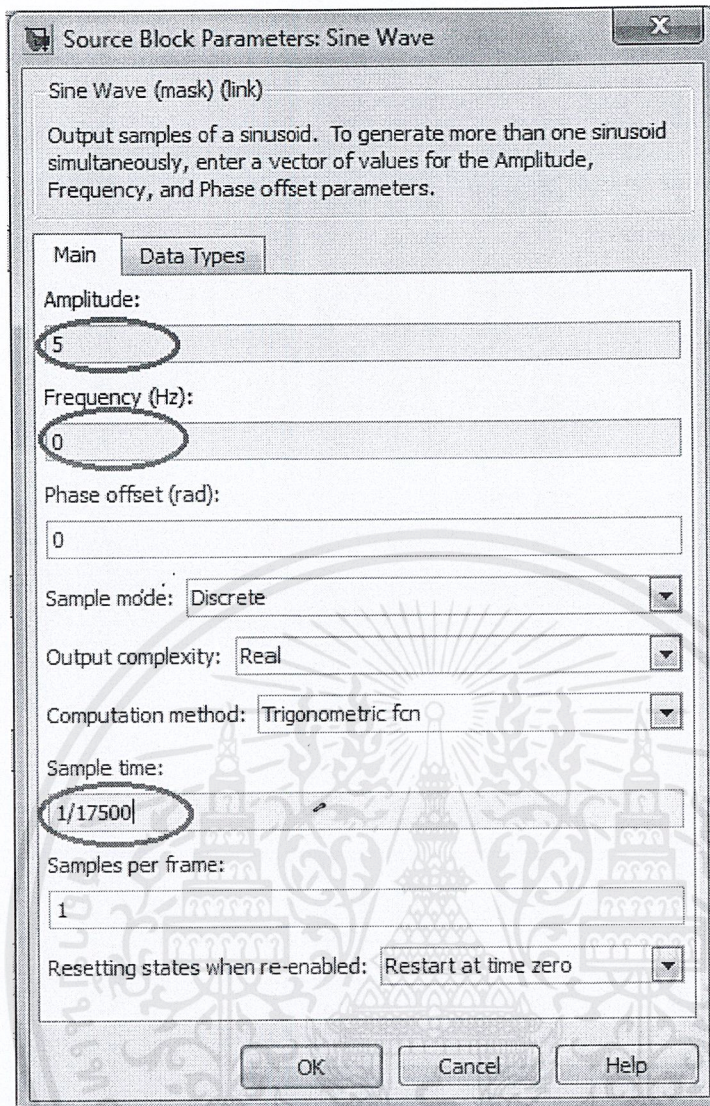 Source Block Parameters: Sine Wave
Sine Wave (mask) (link)
Output samples of a sinusoid. To generate more than one sinusoid
simultaneously, enter a vector of values for the Amplitude,
Frequency, and Phase offset parameters.
Main
Data Types
Amplitude:
5
Frequency (Hz):
0
Phase offset (rad):
0
Sample mode: Discrete
Output complexity: Real
Computation method: Trigonometric fcn
Sample time:
1/17500
Samples per frame:
1
Resetting states when re-enabled: Restart at time zero
OK
Cancel
Help